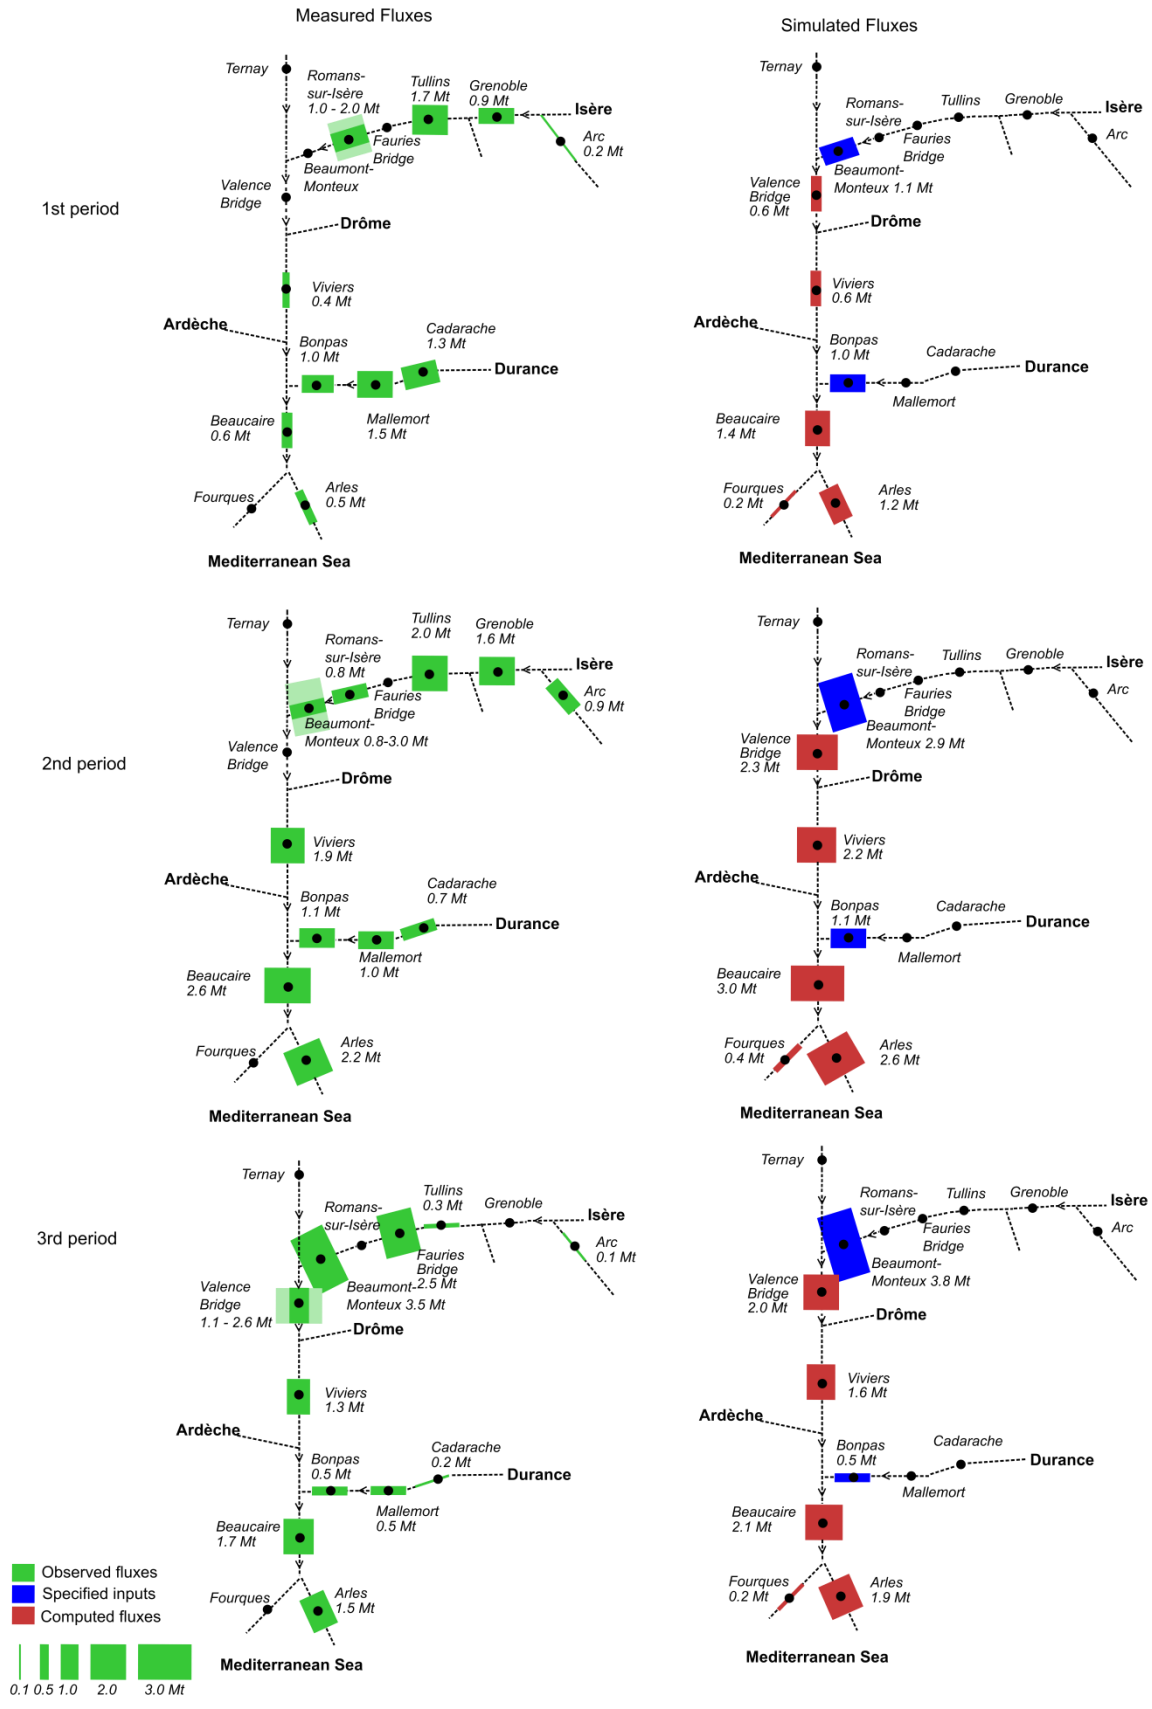 Measured Fluxes
Simulated Fluxes
1st period
Ternay
Romans-
sur-Isère
1.0 - 2.0 Mt
Tullins
1.7 Mt
Grenoble
0.9 Mt
Isère
Arc
0.2 Mt
Fauries
Bridge
Beaumont-
Monteux
Valence
Bridge
Drôme
Viviers
0.4 Mt
Ardèche
Bonpas
1.0 Mt
Cadarache
1.3 Mt
Durance
Mallemort
1.5 Mt
Beaucaire
0.6 Mt
Fourques
Arles
0.5 Mt
Mediterranean Sea
Ternay
Romans-
sur-Isère
Tullins
Grenoble
Isère
Arc
Fauries
Bridge
Beaumont-
Monteux 1.1 Mt
Valence
Bridge
0.6 Mt
Drôme
Viviers
0.6 Mt
Ardèche
Bonpas
1.0 Mt
Cadarache
Durance
Mallemort
Beaucaire
1.4 Mt
Fourques
0.2 Mt
Arles
1.2 Mt
Mediterranean Sea
2nd period
Ternay
Romans-
sur-Isère
0.8 Mt
Tullins
2.0 Mt
Grenoble
1.6 Mt
Isère
Arc
0.9 Mt
Fauries
Bridge
Beaumont-
Monteux 0.8-3.0 Mt
Valence
Bridge
Drôme
Viviers
1.9 Mt
Ardèche
Bonpas
1.1 Mt
Cadarache
0.7 Mt
Durance
Mallemort
1.0 Mt
Beaucaire
2.6 Mt
Fourques
Arles
2.2 Mt
Mediterranean Sea
Ternay
Romans-
sur-Isère
Tullins
Grenoble
Isère
Arc
Fauries
Bridge
Beaumont-
Monteux 2.9 Mt
Valence
Bridge
2.3 Mt
Drôme
Viviers
2.2 Mt
Ardèche
Bonpas
1.1 Mt
Cadarache
Durance
Mallemort
Beaucaire
3.0 Mt
Fourques
0.4 Mt
Arles
2.6 Mt
Mediterranean Sea
3rd period
Ternay
Romans-
sur-Isère
Tullins
0.3 Mt
Grenoble
Isère
Arc
0.1 Mt
Fauries
Bridge
2.5 Mt
Beaumont-
Monteux 3.5 Mt
Valence
Bridge
1.1 - 2.6 Mt
Drôme
Viviers
1.3 Mt
Ardèche
Bonpas
0.5 Mt
Cadarache
0.2 Mt
Durance
Mallemort
0.5 Mt
Beaucaire
1.7 Mt
Fourques
Arles
1.5 Mt
Mediterranean Sea
Ternay
Romans-
sur-Isère
Tullins
Grenoble
Isère
Arc
Fauries
Bridge
Beaumont-
Monteux 3.8 Mt
Valence
Bridge
2.0 Mt
Drôme
Viviers
1.6 Mt
Ardèche
Bonpas
0.5 Mt
Cadarache
Durance
Mallemort
Beaucaire
2.1 Mt
Fourques
0.2 Mt
Arles
1.9 Mt
Mediterranean Sea
Observed fluxes
Specified inputs
Computed fluxes
0.1 0.5 1.0 2.0 3.0 Mt